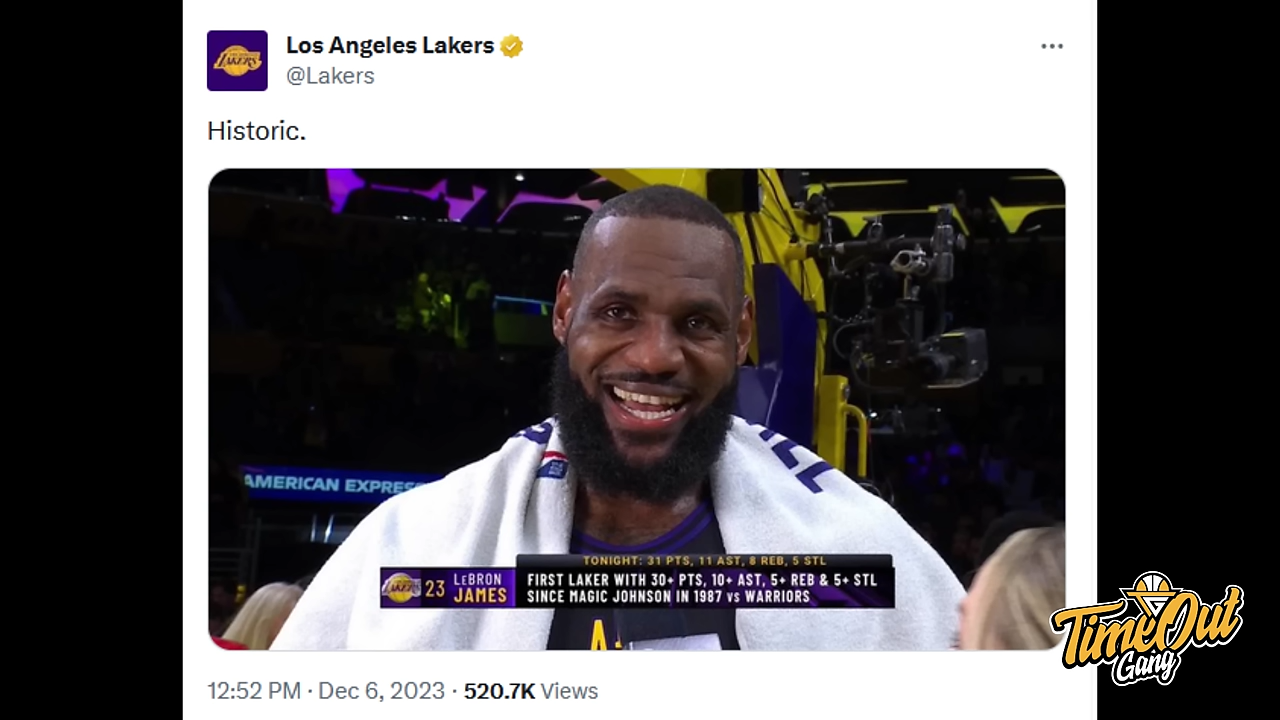 Los Angeles Lakers
@Lakers
Historic.
AMERICAN EXPRESS
TONIGHT: 31 PTS, 11 AST, 8 REB, 5 STL
LAKERS 23 LeBRON JAMES
FIRST LAKER WITH 30+ PTS, 10+ AST, 5+ REB & 5+ STL
SINCE MAGIC JOHNSON IN 1987 vs WARRIORS
12:52 PM · Dec 6, 2023 · 520.7K Views
TimeOut
Gang